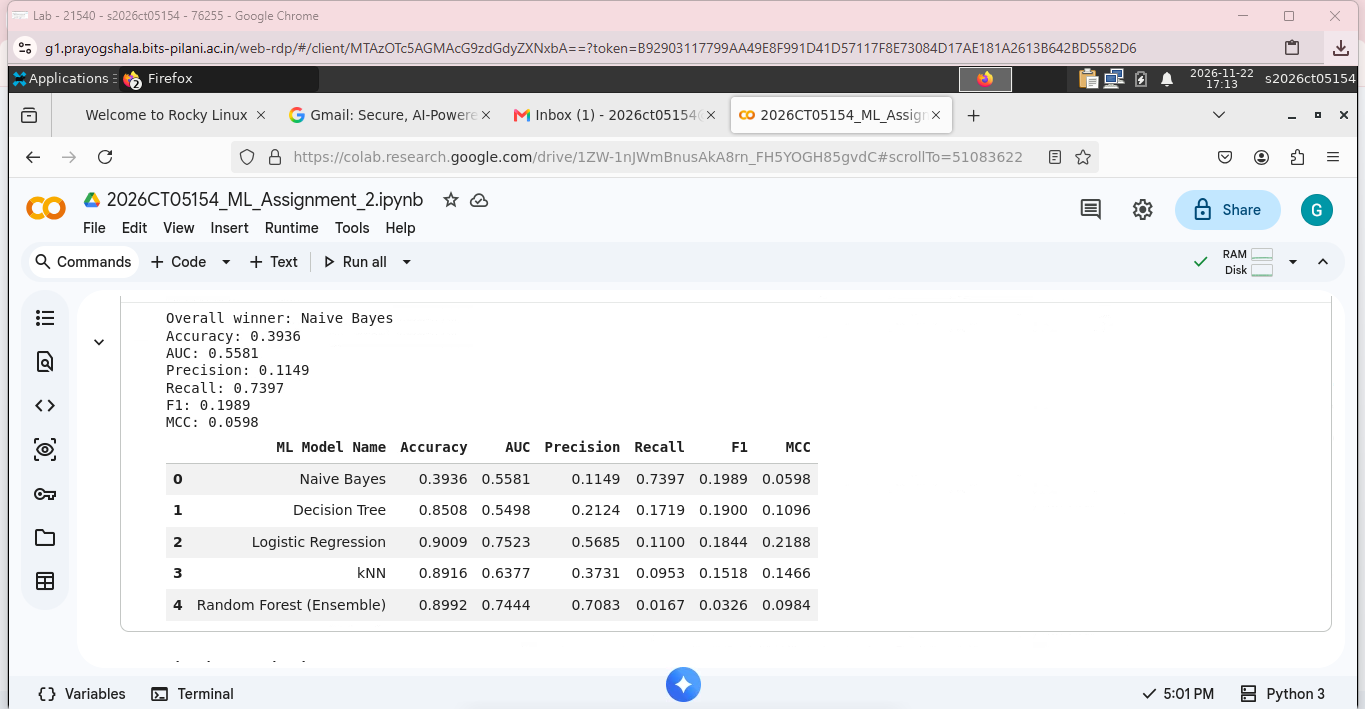 Lab - 21540 - s2026ct05154 - 76255 - Google Chrome
g1.prayogshala.bits-pilani.ac.in/web-rdp/#/client/MTAzOTc5AGMAcG9zdGdyZXNxbA==?token=B92903117799AA49E8F991D41D57117F8E73084D17AE181A2613B642BD5582D6
Applications Firefox 2026-11-22 17:13 s2026ct05154
Welcome to Rocky Linux Gmail: Secure, AI-Powere Inbox (1) - 2026ct05154@ 2026CT05154_ML_Assign
https://colab.research.google.com/drive/1ZW-1nJWmBnusAkA8rn_FH5YOGH85gvdC#scrollTo=51083622
2026CT05154_ML_Assignment_2.ipynb
File Edit View Insert Runtime Tools Help
Share G
Commands + Code + Text Run all RAM Disk
Overall winner: Naive Bayes
Accuracy: 0.3936
AUC: 0.5581
Precision: 0.1149
Recall: 0.7397
F1: 0.1989
MCC: 0.0598
ML Model Name Accuracy AUC Precision Recall F1 MCC
0 Naive Bayes 0.3936 0.5581 0.1149 0.7397 0.1989 0.0598
1 Decision Tree 0.8508 0.5498 0.2124 0.1719 0.1900 0.1096
2 Logistic Regression 0.9009 0.7523 0.5685 0.1100 0.1844 0.2188
3 kNN 0.8916 0.6377 0.3731 0.0953 0.1518 0.1466
4 Random Forest (Ensemble) 0.8992 0.7444 0.7083 0.0167 0.0326 0.0984
Variables Terminal 5:01 PM Python 3